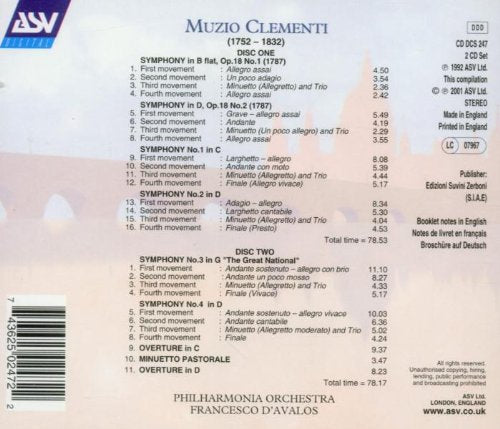 ASV
DIGITAL
MUZIO CLEMENTI
(1752 – 1832)
DISC ONE
SYMPHONY in B flat, Op.18 No.1 (1787)
1. First movement : Allegro assai 4.50
2. Second movement : Un poco adagio 3.54
3. Third movement : Minuetto (Allegretto) and Trio 2.36
4. Fourth movement : Allegro assai 2.42
SYMPHONY in D, Op.18 No.2 (1787)
5. First movement : Grave – allegro assai 5.49
6. Second movement : Andante 4.19
7. Third movement : Minuetto (Un poco allegro) and Trio 2.29
8. Fourth movement : Allegro assai 3.55
SYMPHONY No.1 in C
9. First movement : Larghetto – allegro 8.08
10. Second movement : Andante con moto 5.39
11. Third movement : Minuetto (Allegretto) and Trio 4.44
12. Fourth movement : Finale (Allegro vivace) 5.17
SYMPHONY No.2 in D
13. First movement : Adagio – allegro 8.34
14. Second movement : Larghetto cantabile 5.30
15. Third movement : Minuetto (Allegretto) and Trio 4.04
16. Fourth movement : Finale (Presto) 4.53
Total time = 78.53
DISC TWO
SYMPHONY No.3 in G "The Great National"
1. First movement : Andante sostenuto – allegro con brio 11.10
2. Second movement : Andante un poco mosso 8.27
3. Third movement : Minuetto (Allegretto) and Trio 4.33
4. Fourth movement : Finale (Vivace) 5.17
SYMPHONY No.4 in D
5. First movement : Andante sostenuto – allegro vivace 10.03
6. Second movement : Andante cantabile 6.36
7. Third movement : Minuetto (Allegretto moderato) and Trio 5.02
8. Fourth movement : Finale 4.24
9. OVERTURE in C 9.37
10. MINUETTO PASTORALE 3.47
11. OVERTURE in D 8.23
Total time = 78.17
PHILHARMONIA ORCHESTRA
FRANCESCO D'AVALOS
DDD
CD DCS 247
2 CD Set
℗ 1992 ASV Ltd.
This compilation
© ℗ 2001 ASV Ltd.
STEREO
Made in England
Printed in England
LC 07967
Publisher:
Edizioni Suvini Zerboni
(S.I.A.E)
Booklet notes in English
Notes de livret en français
Broschüre auf Deutsch
All rights reserved.
Unauthorised copying, hiring,
lending, public performance
and broadcasting prohibited
ASV Ltd.
LONDON, ENGLAND
www.asv.co.uk
7 43625 02472 2